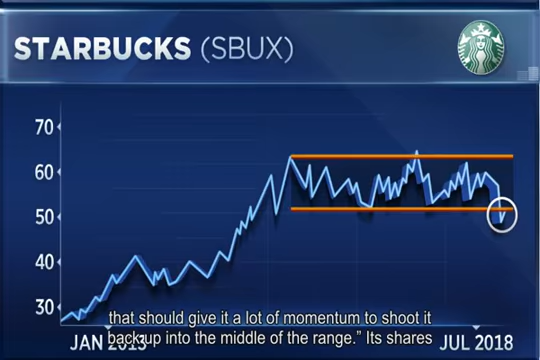 STARBUCKS (SBUX)
70
60
50
40
30
that should give it a lot of momentum to shoot it
back up into the middle of the range.” Its shares
JAN 2013
JUL 2018